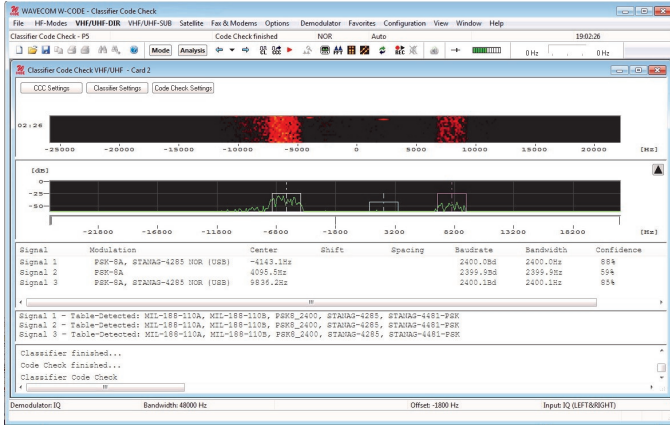 WAVECOM W-CODE - Classifier Code Check
File HF-Modes VHF/UHF-DIR VHF/UHF-SUB Satellite Fax & Modems Options Demodulator Favorites Configuration View Window Help
Classifier Code Check - P5 Code Check finished NOR Auto 19:02:26
Mode Analysis 0 Hz 0 Hz
Classifier Code Check VHF/UHF - Card 2
CCC Settings Classifier Settings Code Check Settings
02:26
-25000 -20000 -15000 -10000 -5000 0 5000 10000 15000 20000 [Hz]
[dB]
0
-25
-50
-21800 -16800 -11800 -6800 -1800 3200 8200 13200 18200 [Hz]
Signal Modulation Center Shift Spacing Baudrate Bandwidth Confidence
Signal 1 PSK-8A, STANAG-4285 NOR (USB) -4143.1Hz 2400.0Bd 2400.0Hz 88%
Signal 2 PSK-8A 4095.5Hz 2399.9Bd 2399.9Hz 59%
Signal 3 PSK-8A, STANAG-4285 NOR (USB) 9836.2Hz 2400.1Bd 2400.1Hz 85%
Signal 1 - Table-Detected: MIL-188-110A, MIL-188-110B, PSK8_2400, STANAG-4285, STANAG-4481-PSK
Signal 2 - Table-Detected: MIL-188-110A, MIL-188-110B, PSK8_2400, STANAG-4285, STANAG-4481-PSK
Signal 3 - Table-Detected: MIL-188-110A, MIL-188-110B, PSK8_2400, STANAG-4285, STANAG-4481-PSK
Classifier finished...
Code Check finished...
Classifier Code Check
Demodulator: IQ Bandwidth: 48000 Hz Offset: -1800 Hz Input: IQ (LEFT&RIGHT)